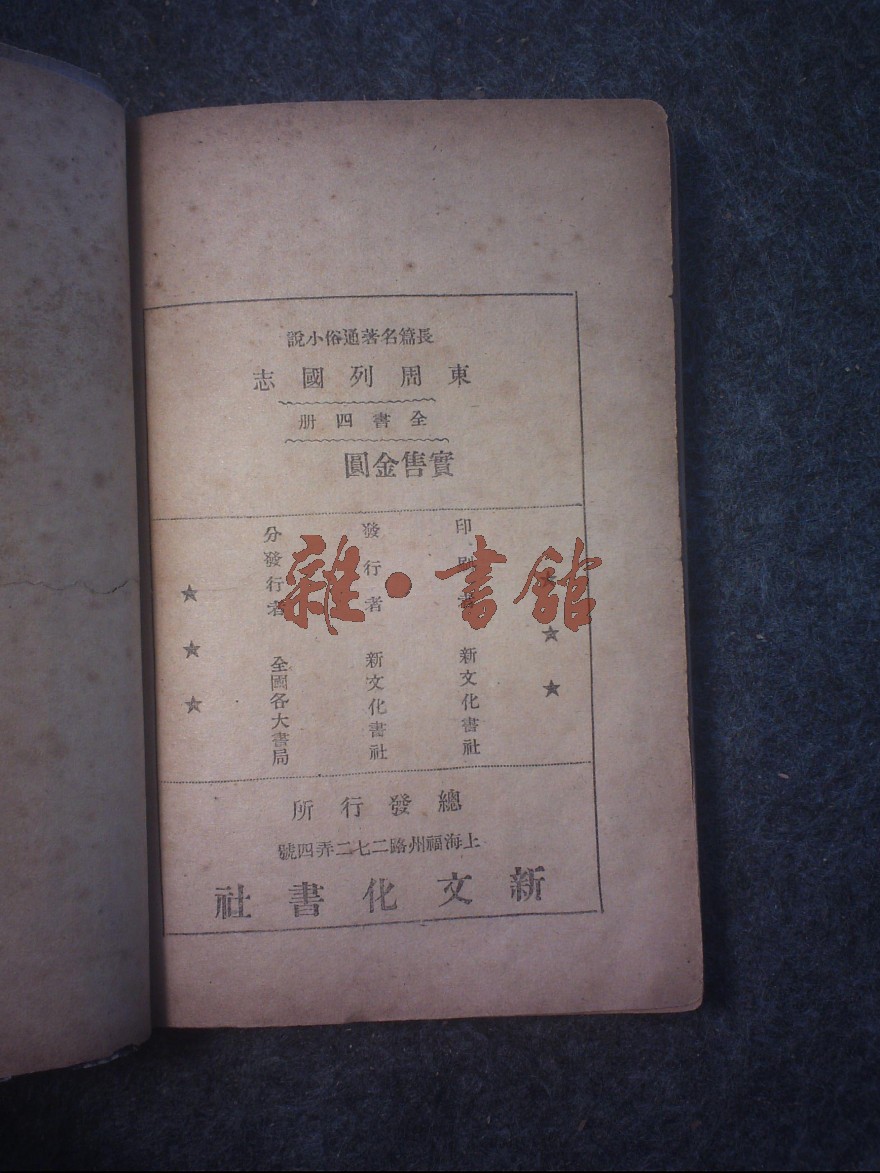 長篇名著通俗小說
東周列國志
全書四册
實售金圓
印刷者 新文化書社
發行者 新文化書社
分發行者 全國各大書局
總發行所
上海福州路二七二弄四號
新文化書社
雜·書館